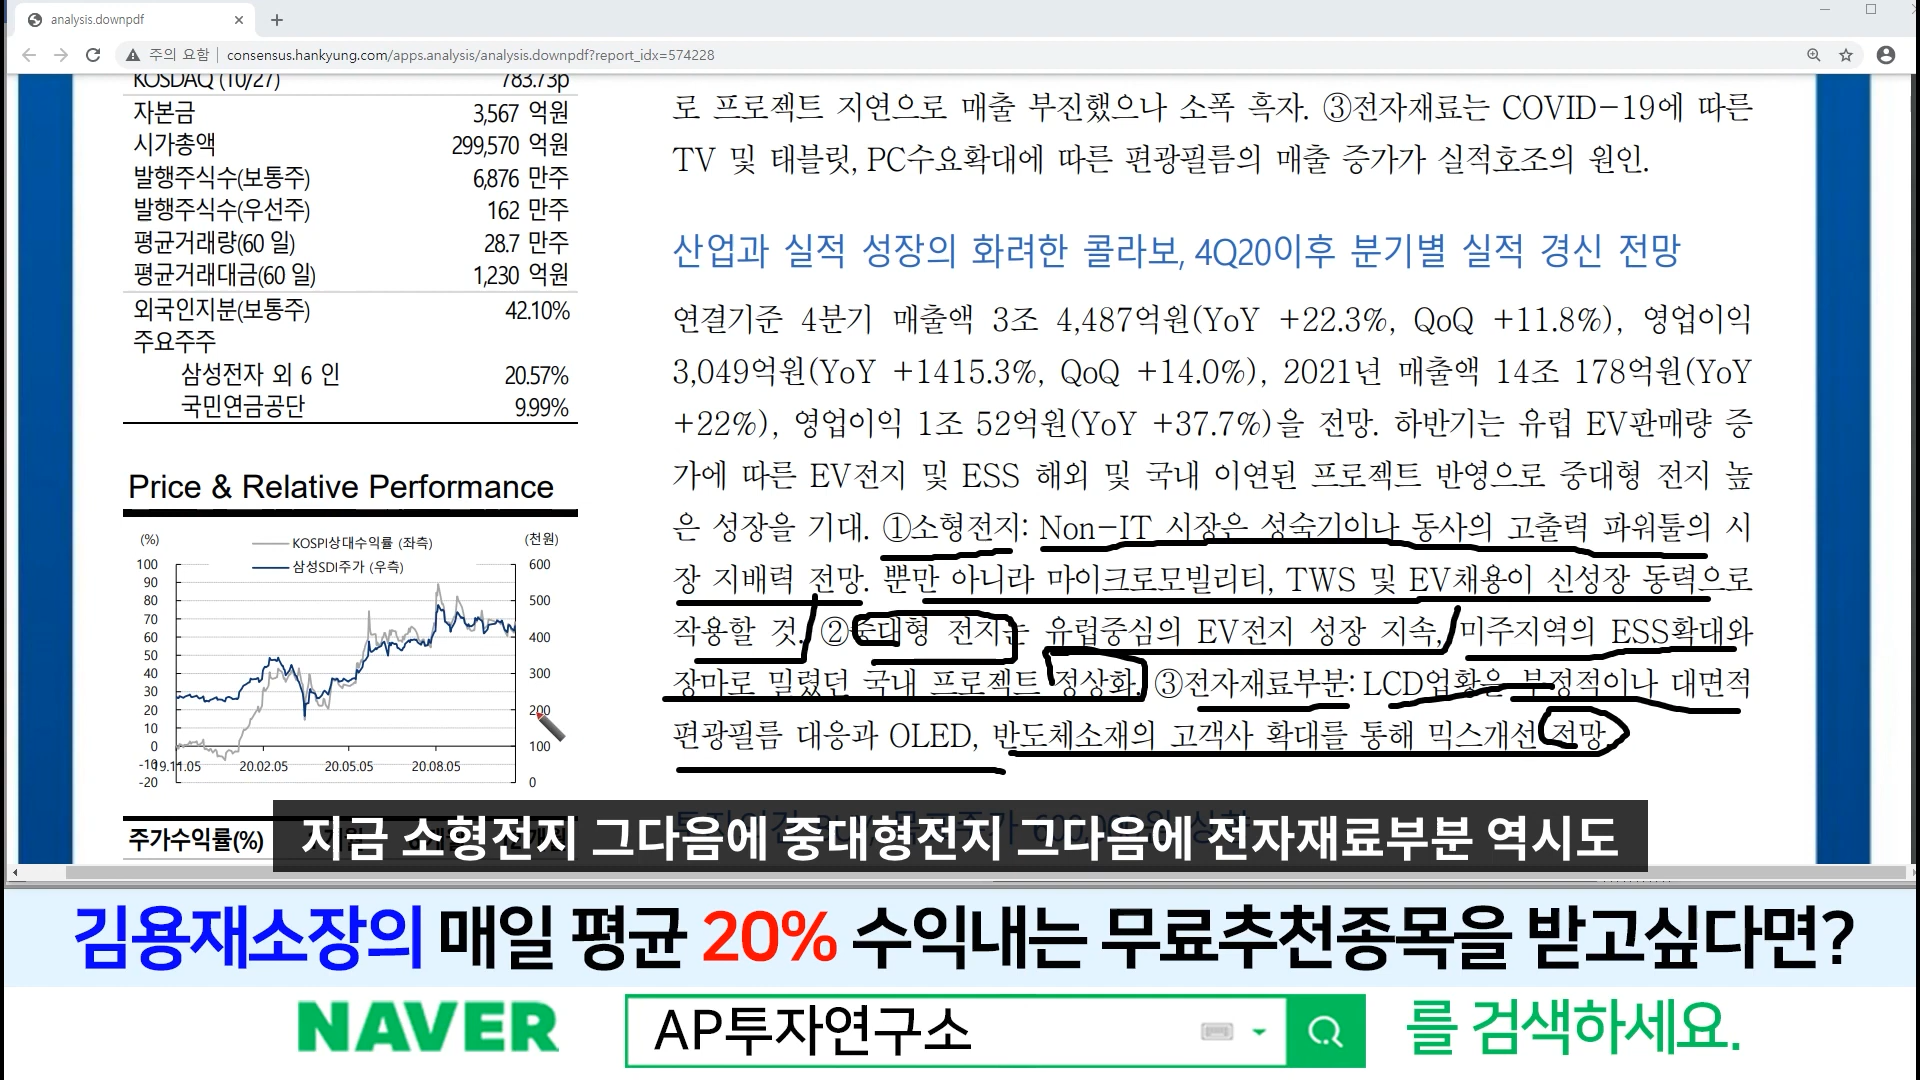 analysis.downpdf
주의 요함
consensus.hankyung.com/apps.analysis/analysis.downpdf?report_idx=574228
KOSDAQ (10/27) 783.73p
자본금 3,567 억원
시가총액 299,570 억원
발행주식수(보통주) 6,876 만주
발행주식수(우선주) 162 만주
평균거래량(60 일) 28.7 만주
평균거래대금(60 일) 1,230 억원
외국인지분(보통주) 42.10%
주요주주
삼성전자 외 6 인 20.57%
국민연금공단 9.99%
Price & Relative Performance
(%) (천원)
KOSPI상대수익률 (좌측)
삼성SDI주가 (우측)
100 600
90
80 500
70
60 400
50
40 300
30
20 200
10
0 100
-10
-20 0
19.11.05 20.02.05 20.05.05 20.08.05
주가수익률(%)
로 프로젝트 지연으로 매출 부진했으나 소폭 흑자. ③전자재료는 COVID-19에 따른
TV 및 태블릿, PC수요확대에 따른 편광필름의 매출 증가가 실적호조의 원인.
산업과 실적 성장의 화려한 콜라보, 4Q20이후 분기별 실적 경신 전망
연결기준 4분기 매출액 3조 4,487억원(YoY +22.3%, QoQ +11.8%), 영업이익
3,049억원(YoY +1415.3%, QoQ +14.0%), 2021년 매출액 14조 178억원(YoY
+22%), 영업이익 1조 52억원(YoY +37.7%)을 전망. 하반기는 유럽 EV판매량 증
가에 따른 EV전지 및 ESS 해외 및 국내 이연된 프로젝트 반영으로 중대형 전지 높
은 성장을 기대. ①소형전지: Non-IT 시장은 성숙기이나 동사의 고출력 파워툴의 시
장 지배력 전망. 뿐만 아니라 마이크로모빌리티, TWS 및 EV채용이 신성장 동력으로
작용할 것. ②중대형 전지는 유럽중심의 EV전지 성장 지속, 미주지역의 ESS확대와
장마로 밀렸던 국내 프로젝트 정상화. ③전자재료부분: LCD업황은 부정적이나 대면적
편광필름 대응과 OLED, 반도체소재의 고객사 확대를 통해 믹스개선 전망.
지금 소형전지 그다음에 중대형전지 그다음에 전자재료부분 역시도
김용재소장의 매일 평균 20% 수익내는 무료추천종목을 받고싶다면?
NAVER AP투자연구소 를 검색하세요.